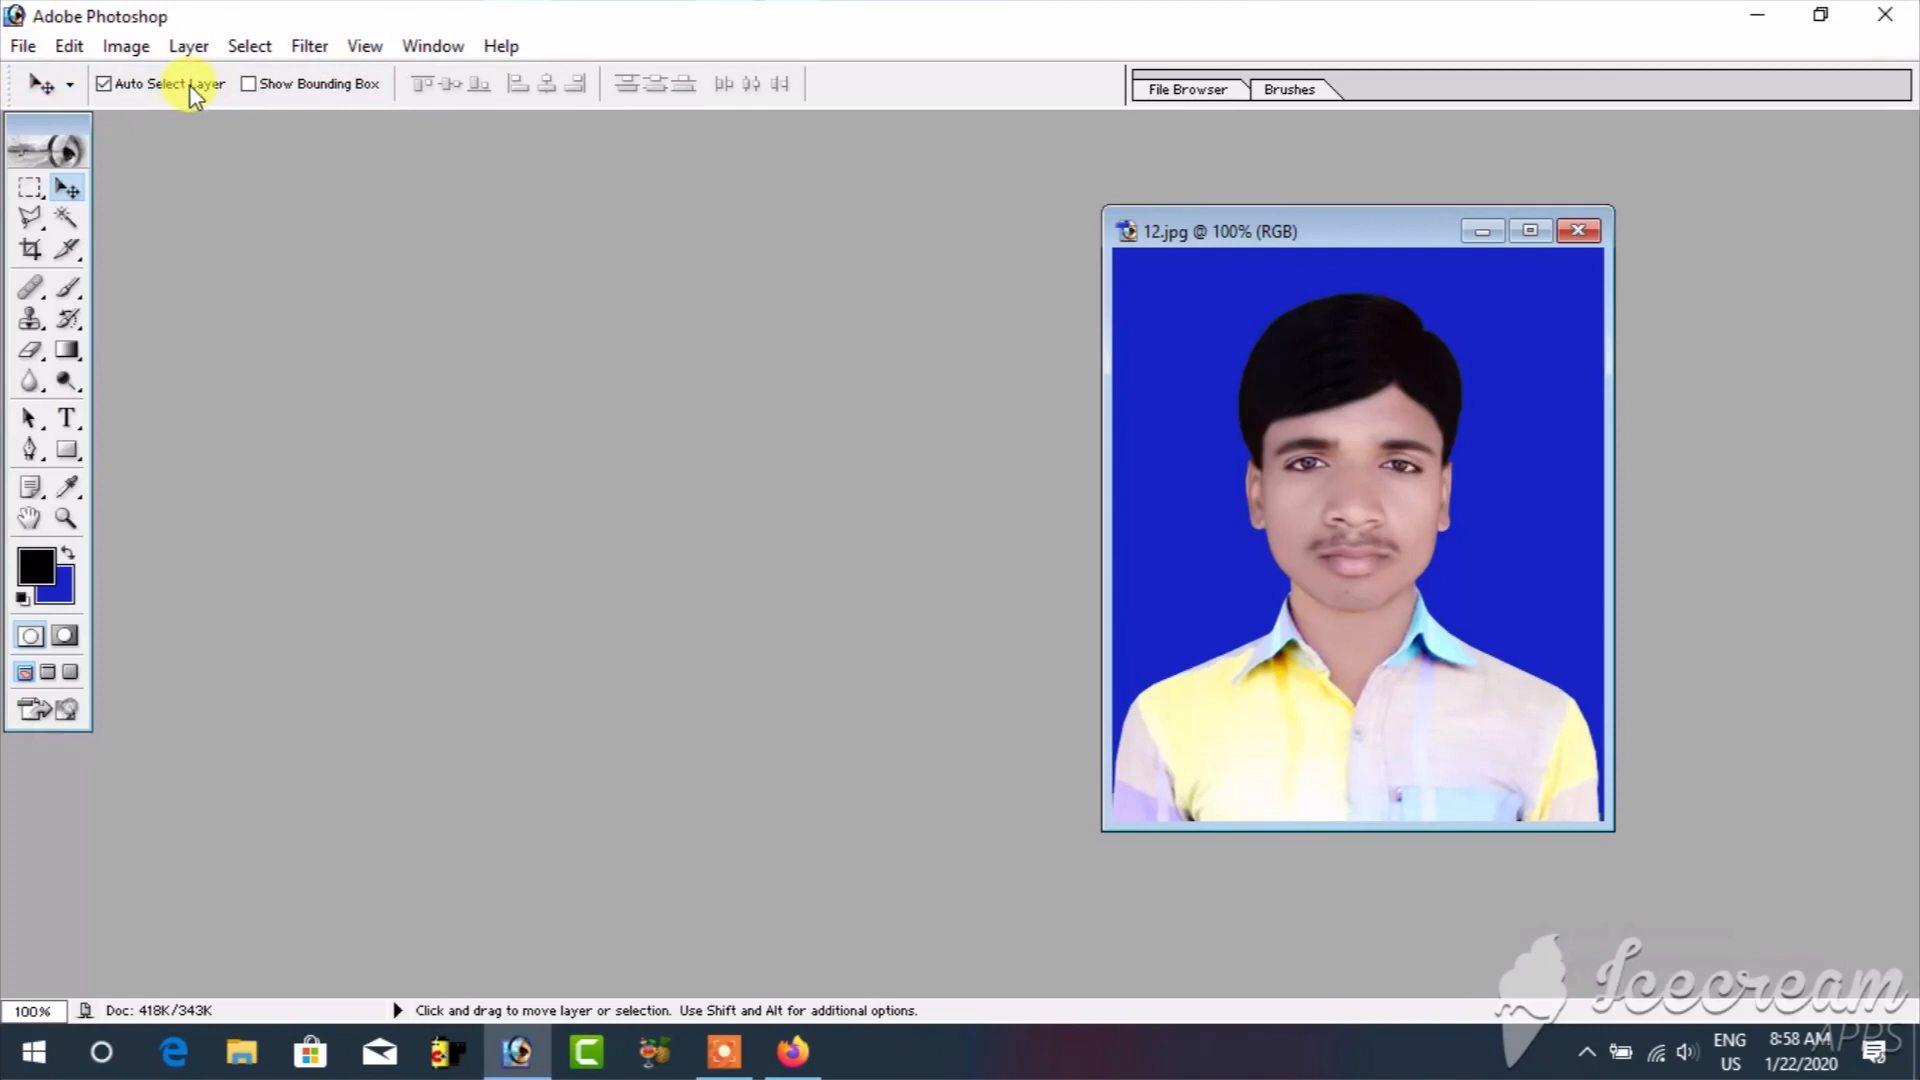 Adobe Photoshop
File Edit Image Layer Select Filter View Window Help
Auto Select Layer Show Bounding Box
File Browser Brushes
12.jpg @ 100% (RGB)
T
100% Doc: 418K/343K Click and drag to move layer or selection. Use Shift and Alt for additional options.
Icecream
APPS
ENG
US
8:58 AM
1/22/2020